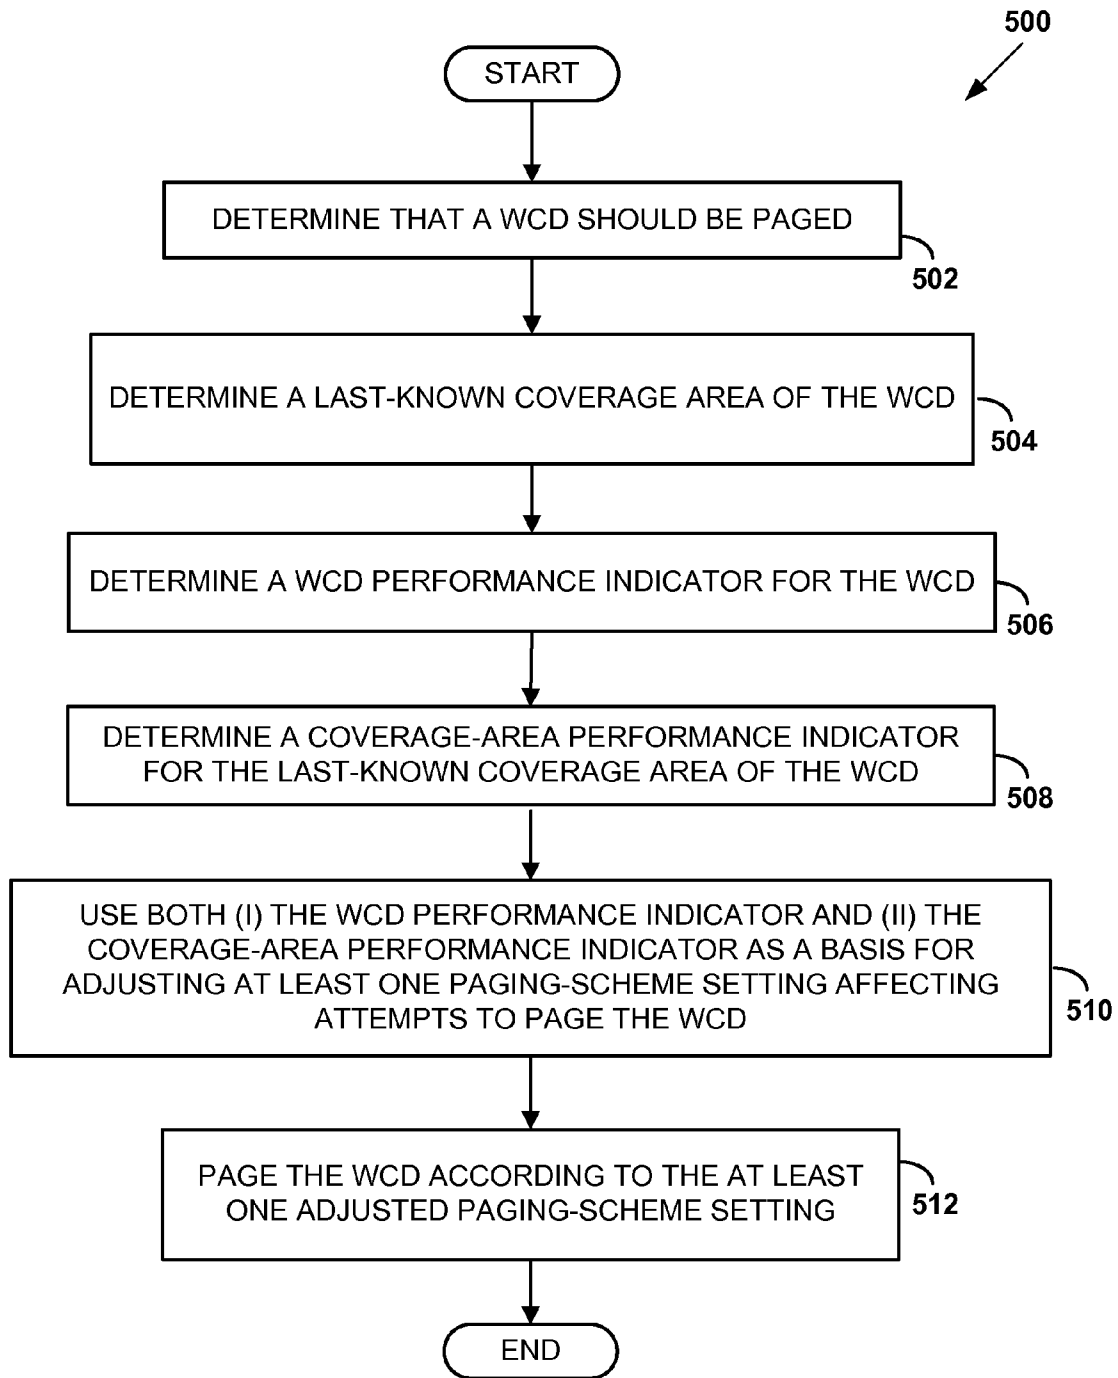 500
START
DETERMINE THAT A WCD SHOULD BE PAGED
502
DETERMINE A LAST-KNOWN COVERAGE AREA OF THE WCD
504
DETERMINE A WCD PERFORMANCE INDICATOR FOR THE WCD
506
DETERMINE A COVERAGE-AREA PERFORMANCE INDICATOR
FOR THE LAST-KNOWN COVERAGE AREA OF THE WCD
508
USE BOTH (I) THE WCD PERFORMANCE INDICATOR AND (II) THE
COVERAGE-AREA PERFORMANCE INDICATOR AS A BASIS FOR
ADJUSTING AT LEAST ONE PAGING-SCHEME SETTING AFFECTING
ATTEMPTS TO PAGE THE WCD
510
PAGE THE WCD ACCORDING TO THE AT LEAST
ONE ADJUSTED PAGING-SCHEME SETTING
512
END